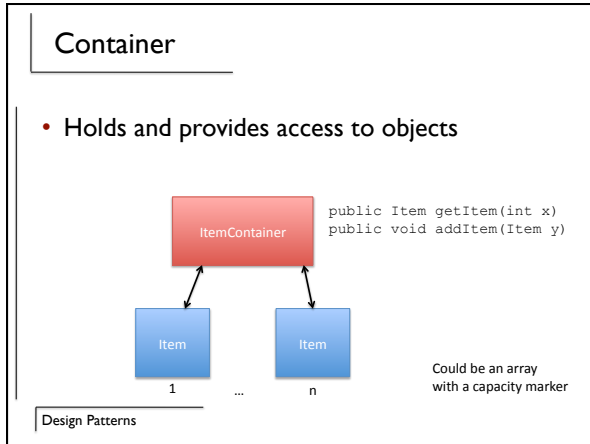 Container
• Holds and provides access to objects
ItemContainer
public Item getItem(int x)
public void addItem(Item y)
Item
Item
1 ... n
Could be an array
with a capacity marker
Design Patterns